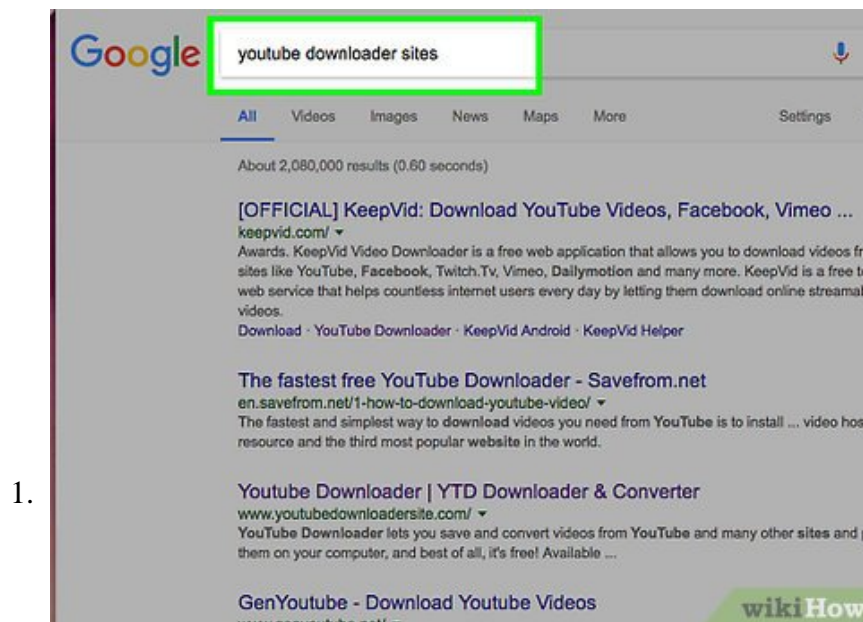 Google youtube downloader sites
All Videos Images News Maps More Settings
About 2,080,000 results (0.60 seconds)
[OFFICIAL] KeepVid: Download YouTube Videos, Facebook, Vimeo ...
keepvid.com/
Awards. KeepVid Video Downloader is a free web application that allows you to download videos fr
sites like YouTube, Facebook, Twitch.Tv, Vimeo, Dailymotion and many more. KeepVid is a free t
web service that helps countless internet users every day by letting them download online streama
videos.
Download · YouTube Downloader · KeepVid Android · KeepVid Helper
The fastest free YouTube Downloader - Savefrom.net
en.savefrom.net/1-how-to-download-youtube-video/
The fastest and simplest way to download videos you need from YouTube is to install ... video hos
resource and the third most popular website in the world.
1.
Youtube Downloader | YTD Downloader & Converter
www.youtubedownloadersite.com/
YouTube Downloader lets you save and convert videos from YouTube and many other sites and
them on your computer, and best of all, it's free! Available ...
GenYoutube - Download Youtube Videos
wikiHow